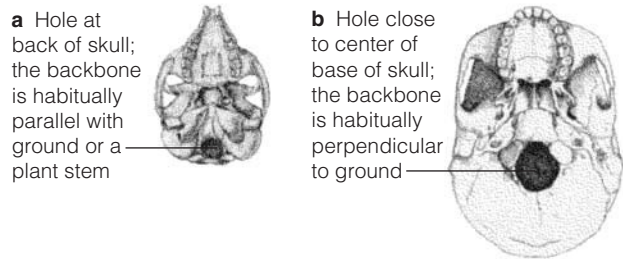 a Hole at
back of skull;
the backbone
is habitually
parallel with
ground or a
plant stem
b Hole close
to center of
base of skull;
the backbone
is habitually
perpendicular
to ground